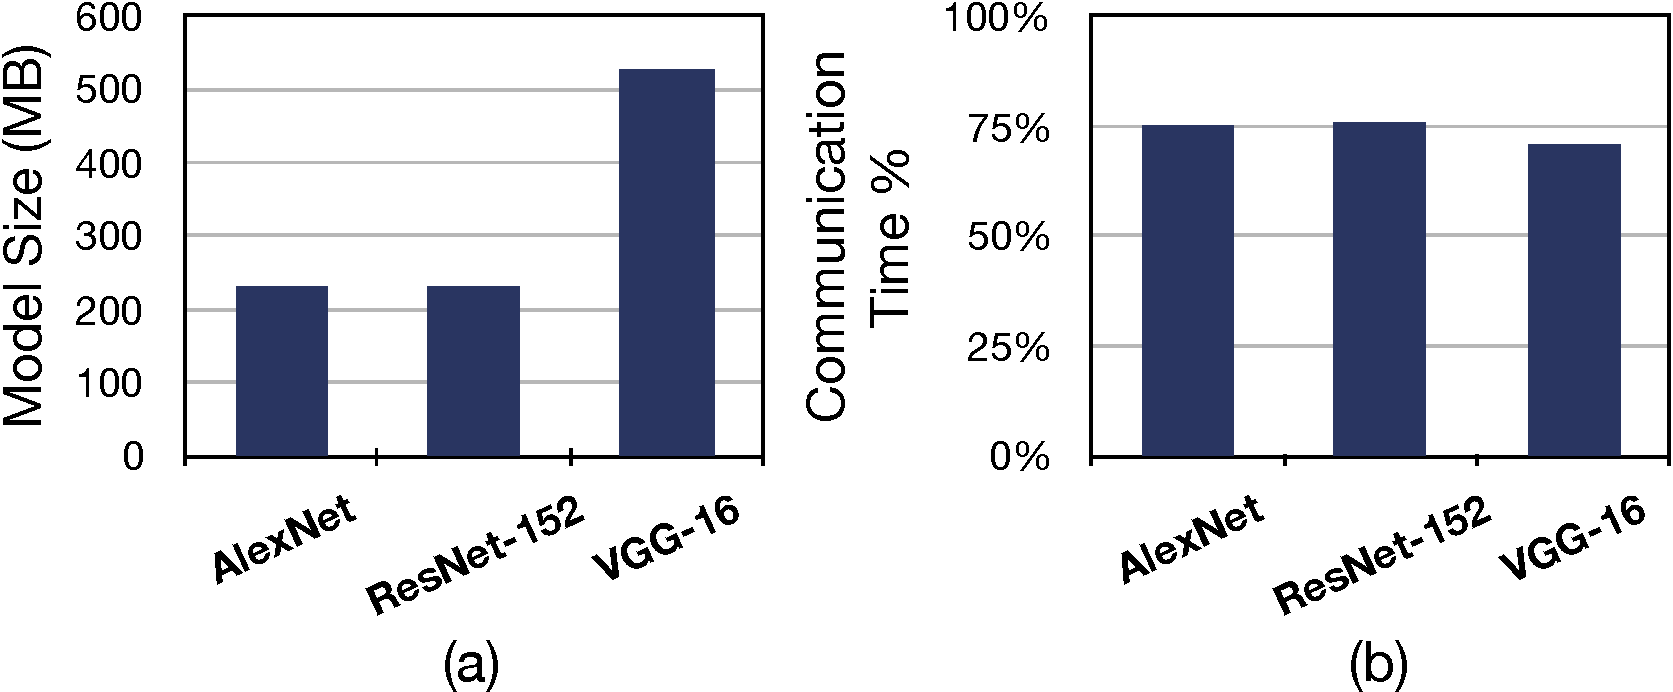 Model Size (MB)
600
500
400
300
200
100
0
AlexNet
ResNet-152
VGG-16
(a)
Communication
Time %
100%
75%
50%
25%
0%
AlexNet
ResNet-152
VGG-16
(b)